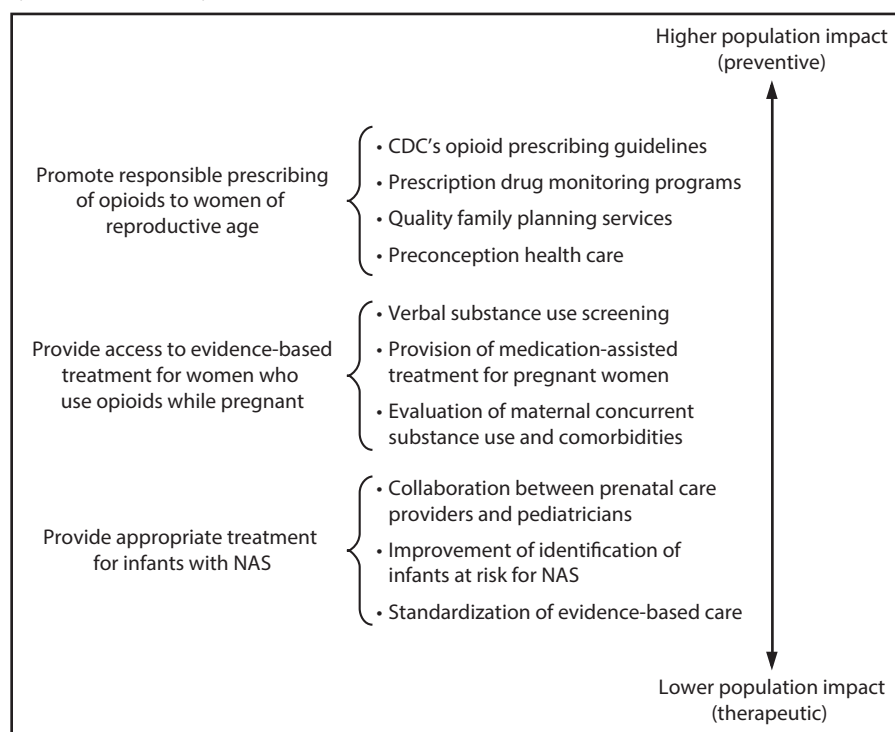 Higher population impact
(preventive)
Promote responsible prescribing
of opioids to women of
reproductive age
• CDC's opioid prescribing guidelines
• Prescription drug monitoring programs
• Quality family planning services
• Preconception health care
Provide access to evidence-based
treatment for women who
use opioids while pregnant
• Verbal substance use screening
• Provision of medication-assisted
treatment for pregnant women
• Evaluation of maternal concurrent
substance use and comorbidities
Provide appropriate treatment
for infants with NAS
• Collaboration between prenatal care
providers and pediatricians
• Improvement of identification of
infants at risk for NAS
• Standardization of evidence-based care
Lower population impact
(therapeutic)